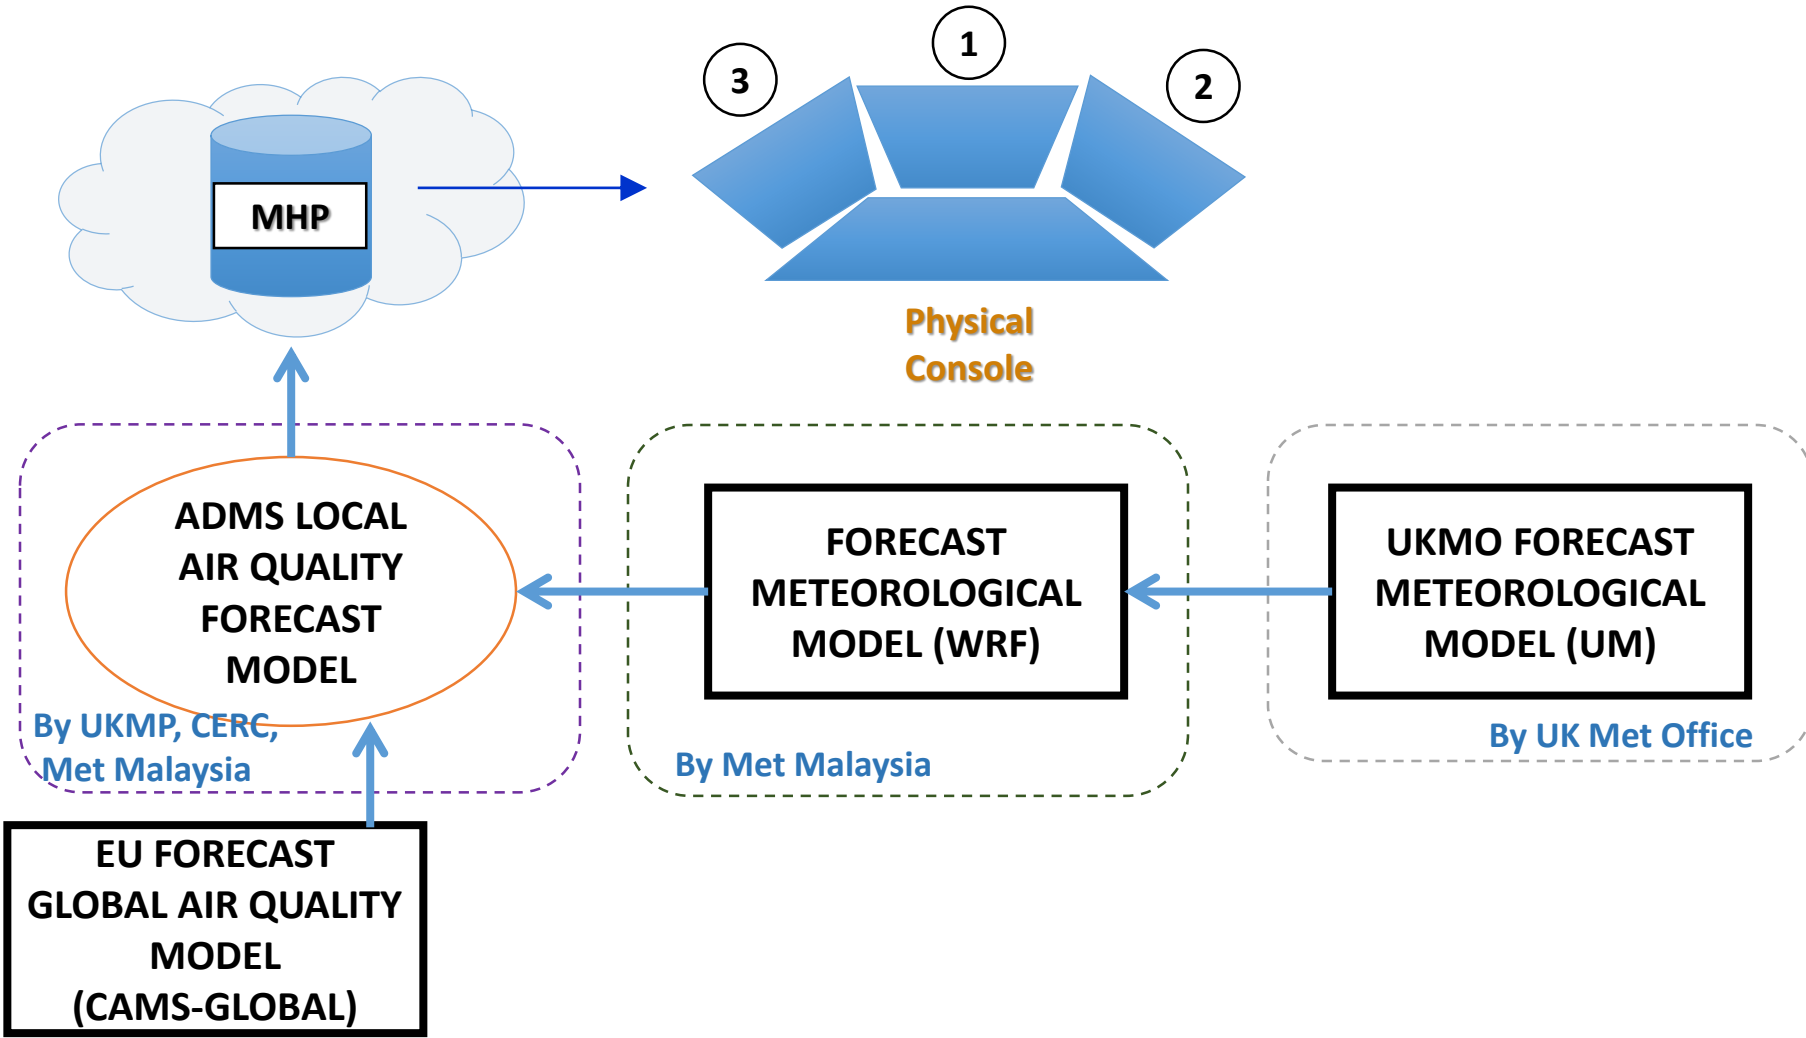 1
3
2
MHP
Physical
Console
ADMS LOCAL
AIR QUALITY
FORECAST
MODEL
By UKMP, CERC,
Met Malaysia
FORECAST
METEOROLOGICAL
MODEL (WRF)
By Met Malaysia
UKMO FORECAST
METEOROLOGICAL
MODEL (UM)
By UK Met Office
EU FORECAST
GLOBAL AIR QUALITY
MODEL
(CAMS-GLOBAL)